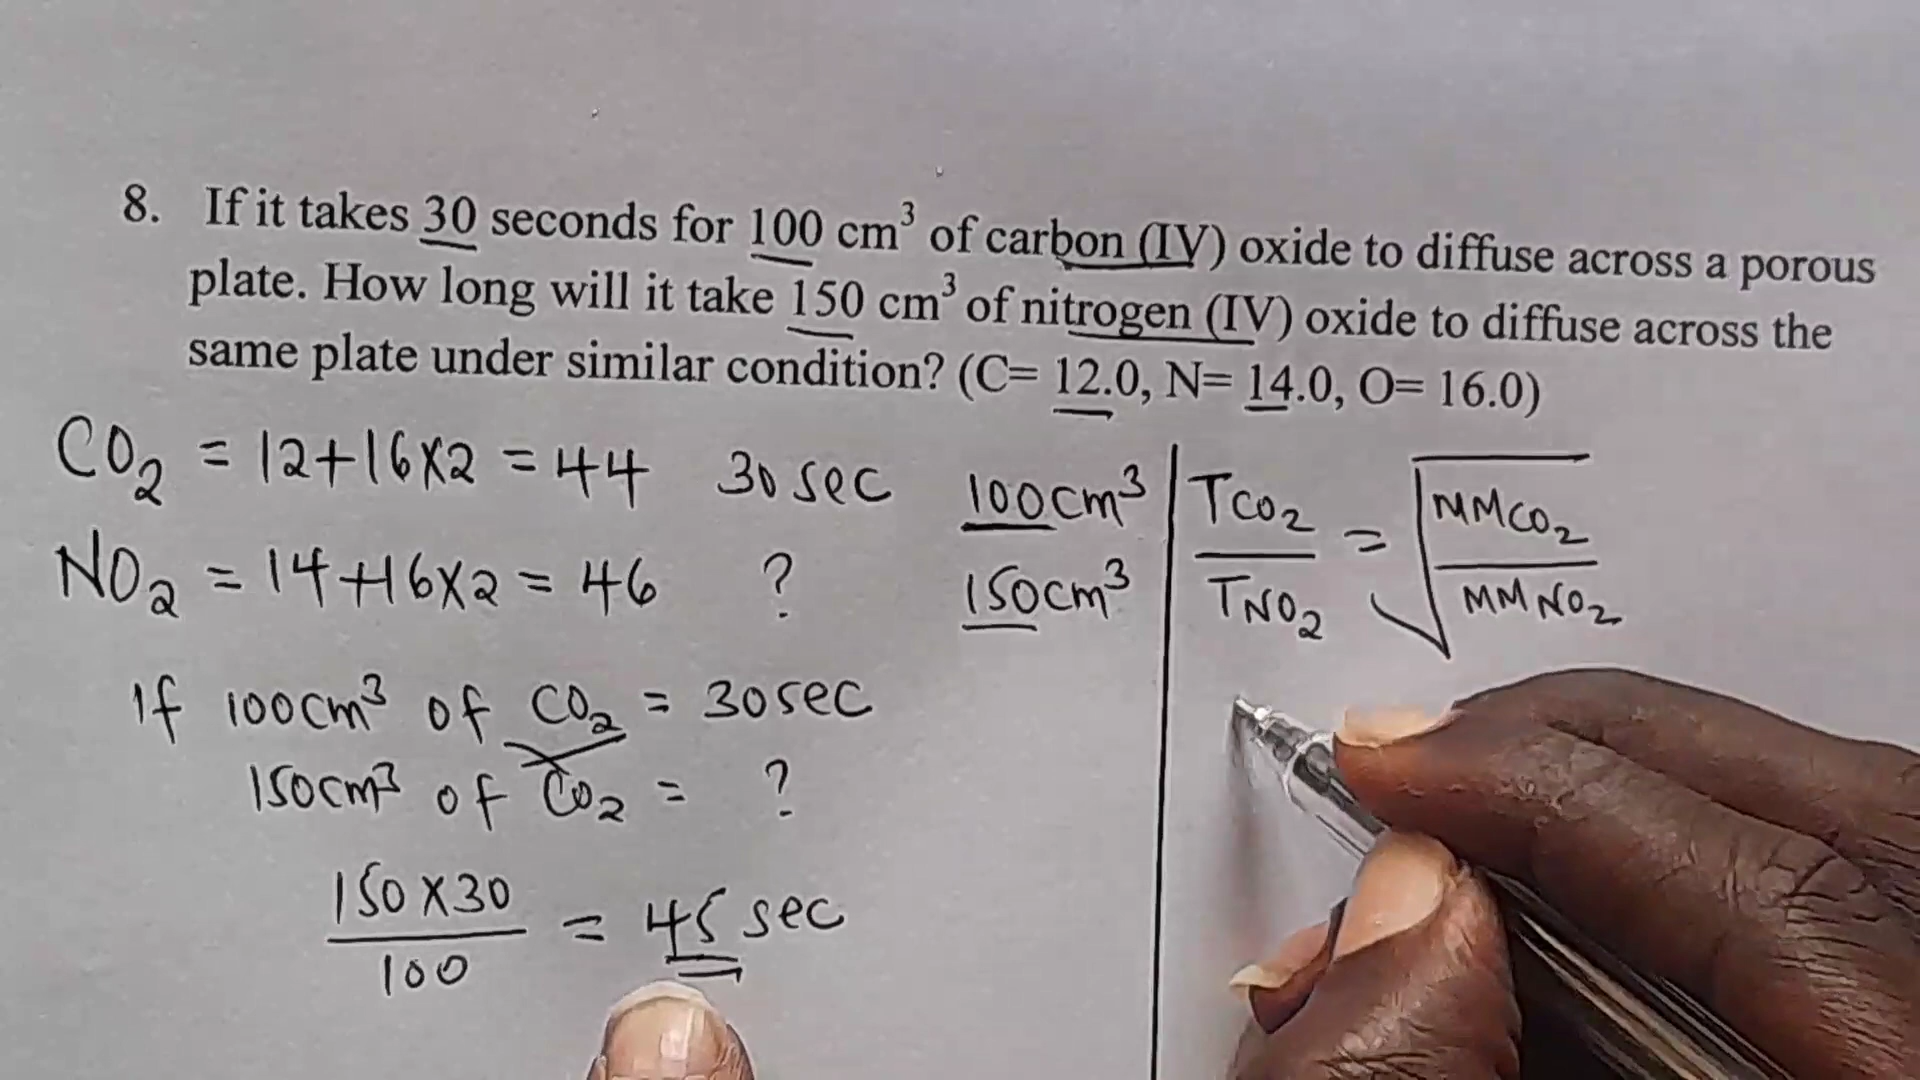 8. If it takes 30 seconds for 100 cm³ of carbon (IV) oxide to diffuse across a porous
plate. How long will it take 150 cm³ of nitrogen (IV) oxide to diffuse across the
same plate under similar condition? (C= 12.0, N= 14.0, O= 16.0)
CO₂ = 12+16X2 = 44 30 sec 100cm³
NO₂ = 14+16X2 = 46 ? 150cm³
If 100cm³ of CO₂ = 30sec
150cm³ of CO₂ = ?
150 X 30
100
= 45 sec
TCO₂
TNO₂
= √
MMCO₂
MMNO₂